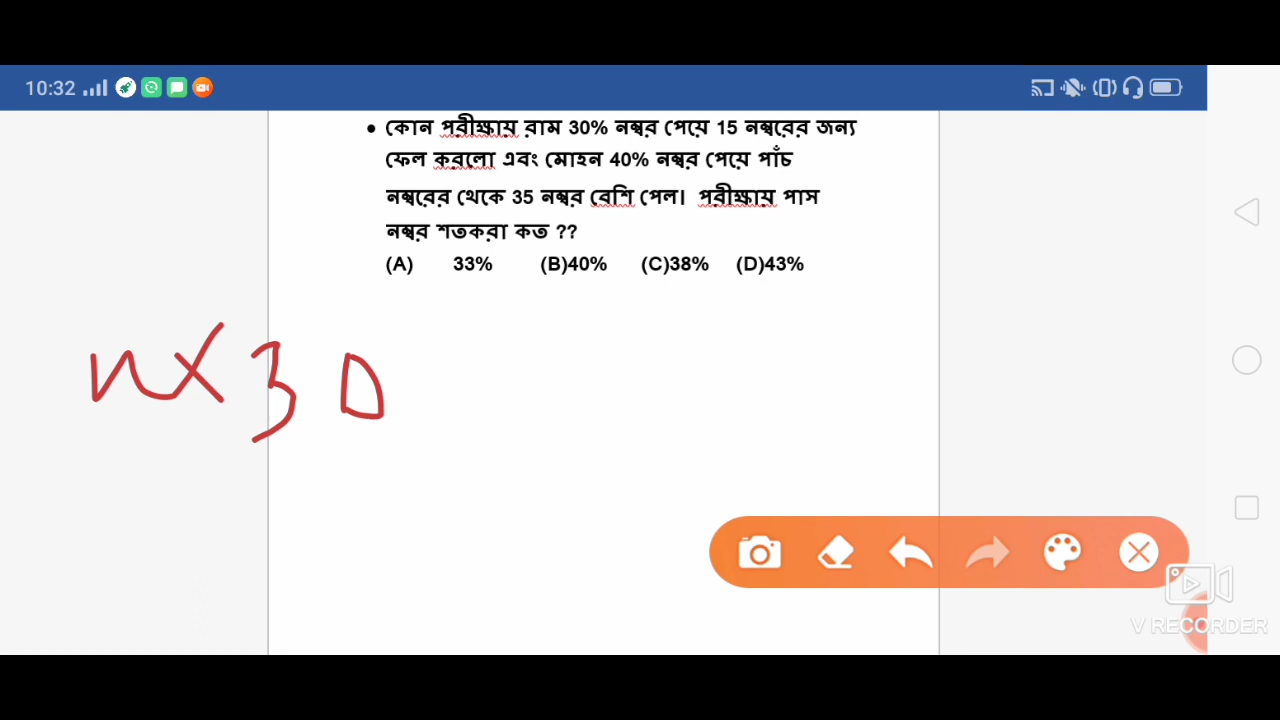 10:32
• কোন পরীক্ষায় রাম 30% নম্বর পেয়ে 15 নম্বরের জন্য
ফেল করলো এবং মোহন 40% নম্বর পেয়ে পাঁচ
নম্বরের থেকে 35 নম্বর বেশি পেল। পরীক্ষায় পাস
নম্বর শতকরা কত ??
(A) 33% (B)40% (C)38% (D)43%
n×30
V RECORDER